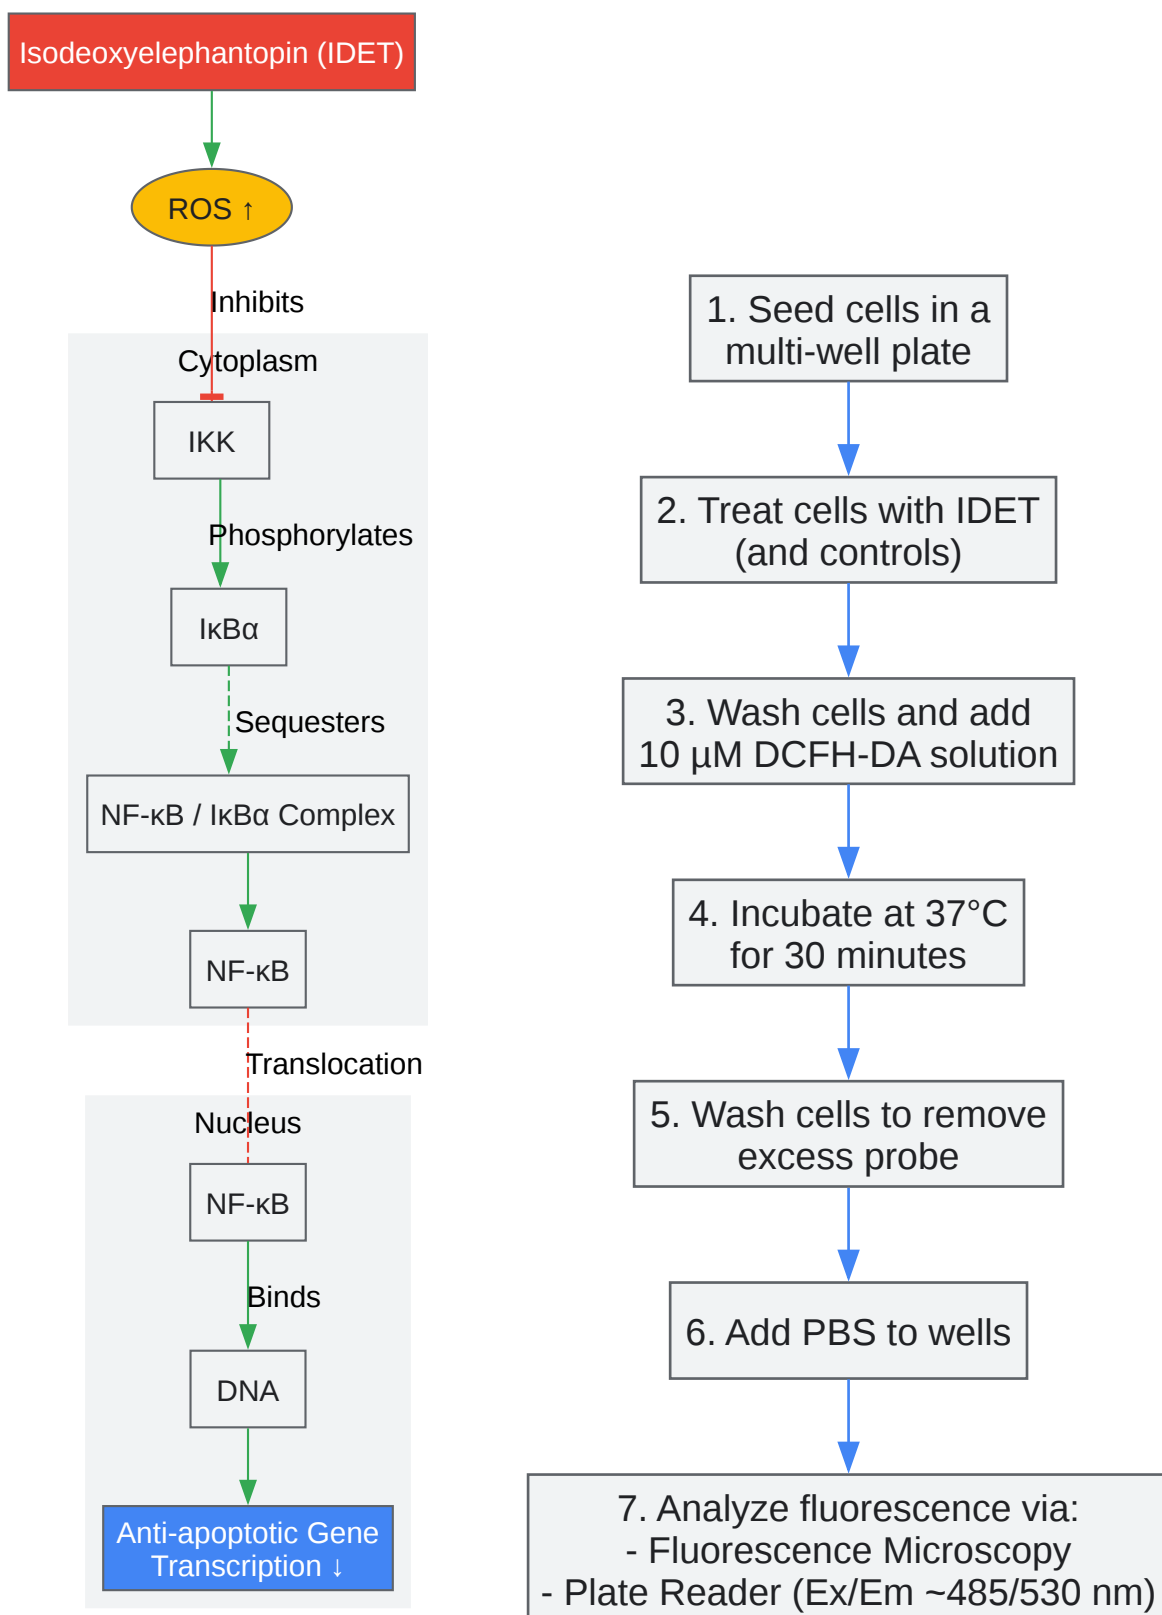 Isodeoxyelephantopin (IDET)
ROS ↑
Inhibits
Cytoplasm
IKK
Phosphorylates
IκBα
Sequesters
NF-κB / IκBα Complex
NF-κB
Translocation
Nucleus
NF-κB
Binds
DNA
Anti-apoptotic Gene
Transcription ↓
1. Seed cells in a
multi-well plate
2. Treat cells with IDET
(and controls)
3. Wash cells and add
10 µM DCFH-DA solution
4. Incubate at 37°C
for 30 minutes
5. Wash cells to remove
excess probe
6. Add PBS to wells
7. Analyze fluorescence via:
- Fluorescence Microscopy
- Plate Reader (Ex/Em ~485/530 nm)